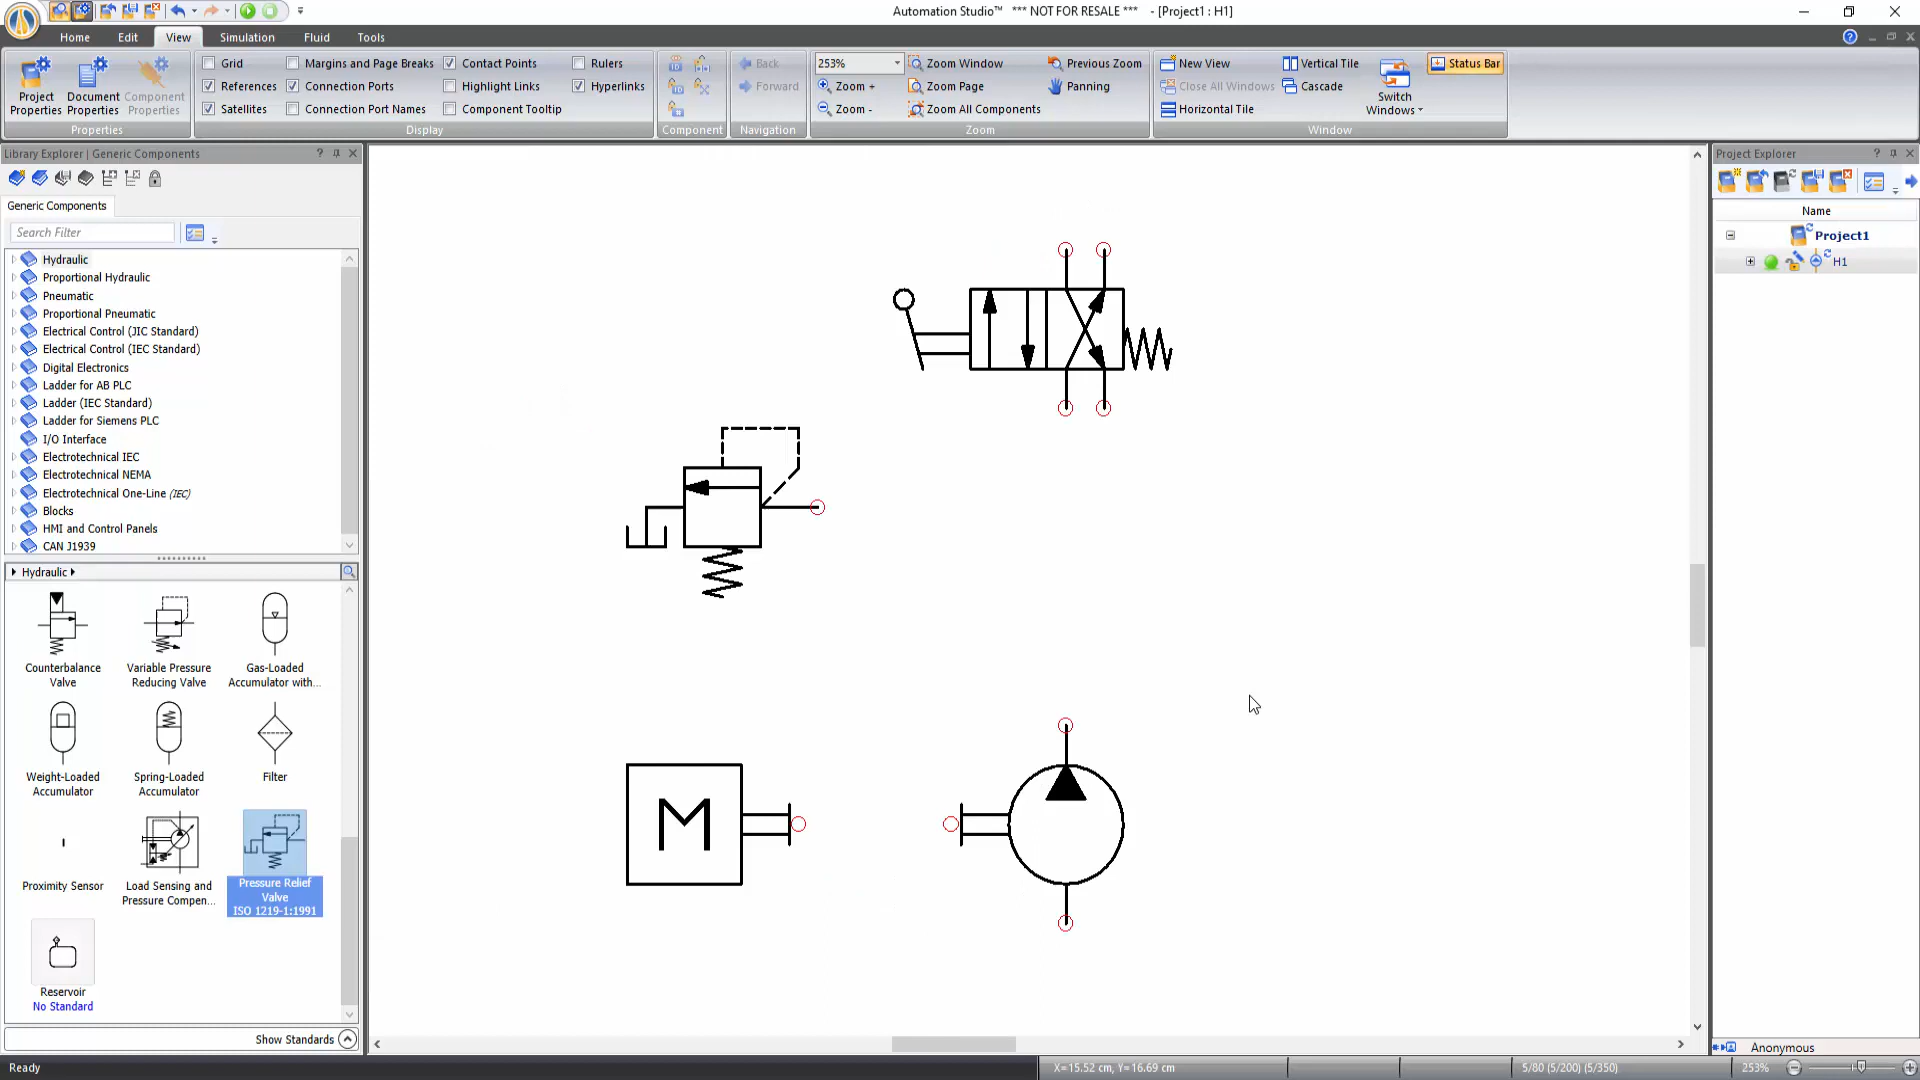 Automation Studio™ *** NOT FOR RESALE *** - [Project1 : H1]
Home Edit View Simulation Fluid Tools
Grid Margins and Page Breaks Contact Points Rulers
References Connection Ports Highlight Links Hyperlinks
Satellites Connection Port Names Component Tooltip
Project Properties
Document Properties
Component Properties
Back
Forward
253% Zoom Window Previous Zoom
Zoom + Zoom Page Panning
Zoom - Zoom All Components
New View Vertical Tile
Close All Windows Cascade
Horizontal Tile
Switch Windows
Status Bar
Properties Display Component Navigation Zoom Window
Library Explorer | Generic Components
Generic Components
Search Filter
Hydraulic
Proportional Hydraulic
Pneumatic
Proportional Pneumatic
Electrical Control (JIC Standard)
Electrical Control (IEC Standard)
Digital Electronics
Ladder for AB PLC
Ladder (IEC Standard)
Ladder for Siemens PLC
I/O Interface
Electrotechnical IEC
Electrotechnical NEMA
Electrotechnical One-Line (IEC)
Blocks
HMI and Control Panels
CAN J1939
Hydraulic
Counterbalance Valve
Variable Pressure Reducing Valve
Gas-Loaded Accumulator with...
Weight-Loaded Accumulator
Spring-Loaded Accumulator
Filter
Proximity Sensor
Load Sensing and Pressure Compen...
Pressure Relief Valve
ISO 1219-1:1991
Reservoir
No Standard
Show Standards
M
Project Explorer
Name
Project1
H1
Anonymous
Ready
X=15.52 cm, Y=16.69 cm
5/80 (5/200) (5/350)
253%